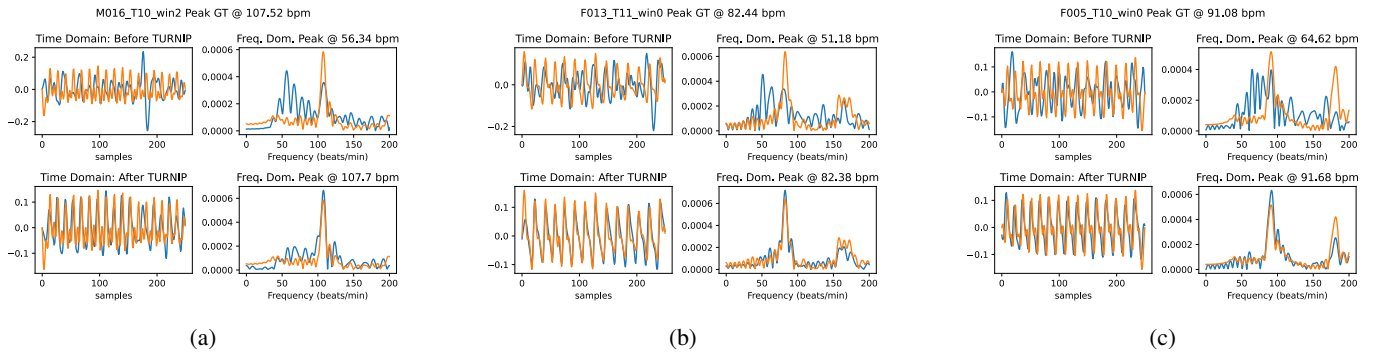 M016_T10_win2 Peak GT @ 107.52 bpm
Time Domain: Before TURNIP
Freq. Dom. Peak @ 56.34 bpm
0.2
0.0
−0.2
0
200
samples
0.0006
0.0004
0.0002
0.0000
0
50
100
150
200
Frequency (beats/min)
Time Domain: After TURNIP
Freq. Dom. Peak @ 107.7 bpm
0.1
0.0
−0.1
0
100
200
samples
0.0006
0.0004
0.0002
0.0000
0
50
100
150
200
Frequency (beats/min)
(a)
F013_T11_win0 Peak GT @ 82.44 bpm
Time Domain: Before TURNIP
Freq. Dom. Peak @ 51.18 bpm
0.0
−0.2
0
200
samples
0.0006
0.0004
0.0002
0.0000
0
50
100
150
200
Frequency (beats/min)
Time Domain: After TURNIP
Freq. Dom. Peak @ 82.38 bpm
0.1
0.0
−0.1
0
100
200
samples
0.0006
0.0004
0.0002
0.0000
0
50
100
150
200
Frequency (beats/min)
(b)
F005_T10_win0 Peak GT @ 91.08 bpm
Time Domain: Before TURNIP
Freq. Dom. Peak @ 64.62 bpm
0.1
0.0
−0.1
0
200
samples
0.0004
0.0002
0.0000
0
50
100
150
200
Frequency (beats/min)
Time Domain: After TURNIP
Freq. Dom. Peak @ 91.68 bpm
0.1
0.0
−0.1
0
100
200
samples
0.0006
0.0004
0.0002
0.0000
0
50
100
150
200
Frequency (beats/min)
(c)